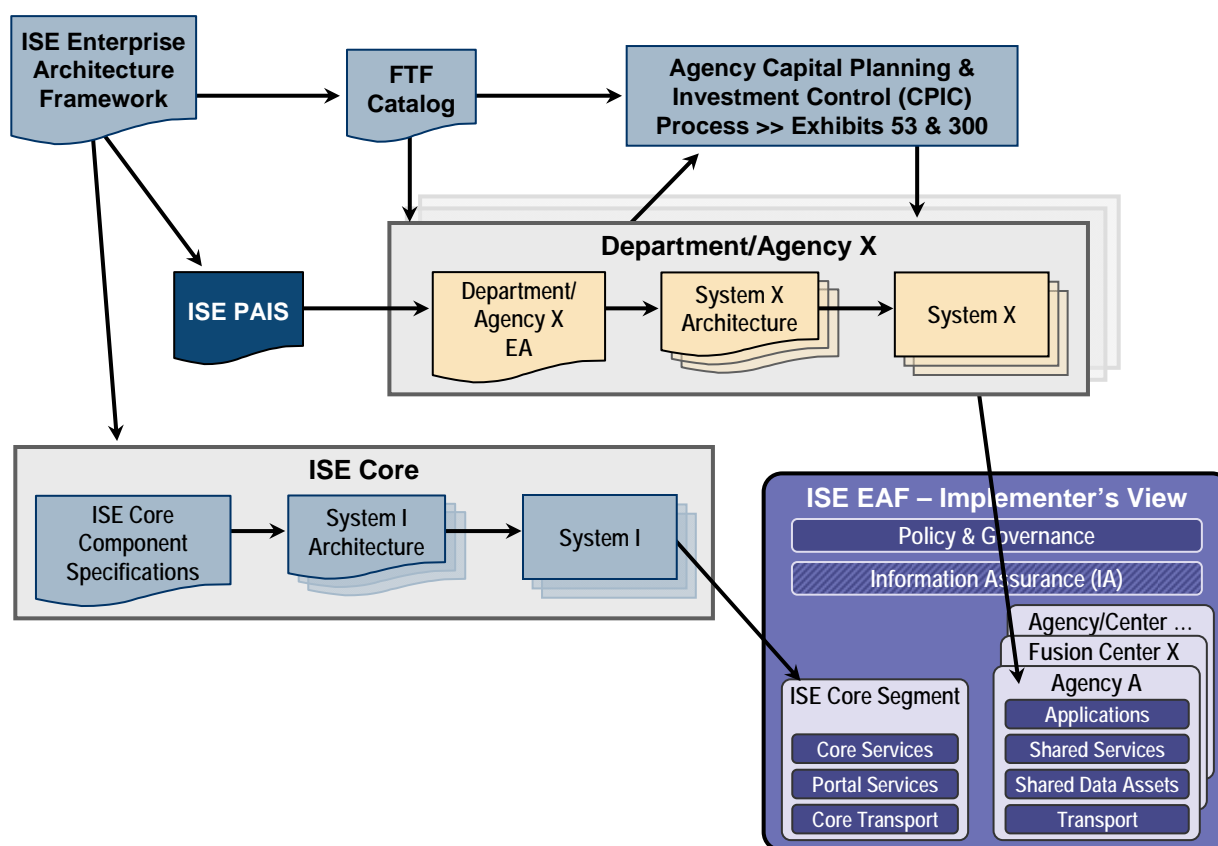 ISE Enterprise
Architecture
Framework
FTF
Catalog
Agency Capital Planning &
Investment Control (CPIC)
Process >> Exhibits 53 & 300
Department/Agency X
ISE PAIS
Department/
Agency X
EA
System X
Architecture
System X
ISE Core
ISE Core
Component
Specifications
System I
Architecture
System I
ISE EAF – Implementer's View
Policy & Governance
Information Assurance (IA)
Agency/Center ...
Fusion Center X
Agency A
Applications
Shared Services
Shared Data Assets
Transport
ISE Core Segment
Core Services
Portal Services
Core Transport